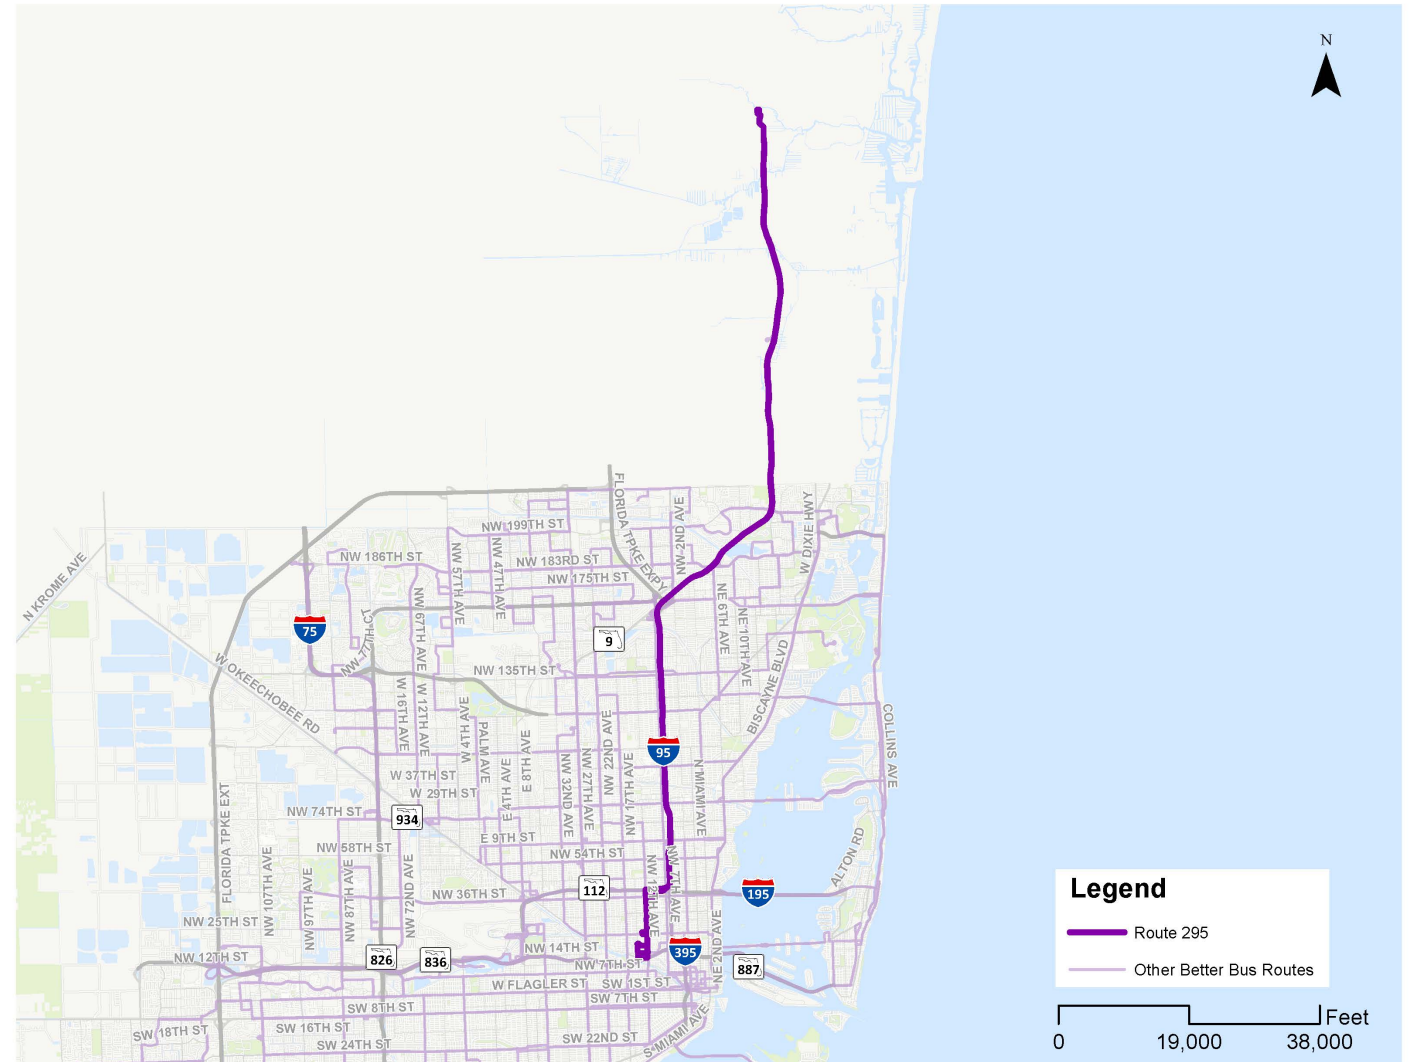 N
FLORIDA TPKE EXPY
NW 2ND AVE
W DIXIE HWY
NW 199TH ST
NW 186TH ST
NW 57TH AVE
NW 47TH AVE
NW 183RD ST
NW 175TH ST
N KROME AVE
NW 67TH AVE
NE 6TH AVE
NE 10TH AVE
75
NW 77TH CT
9
W OKEECHOBEE RD
NW 135TH ST
BISCAYNE BLVD
W 16TH AVE
W 12TH AVE
W 4TH AVE
PALM AVE
E 8TH AVE
NW 22ND AVE
COLLINS AVE
95
NW 32ND AVE
NW 27TH AVE
NW 17TH AVE
N MIAMI AVE
E 4TH AVE
W 37TH ST
W 29TH ST
FLORIDA TPKE EXT
NW 74TH ST
934
E 9TH ST
ALTON RD
NW 58TH ST
NW 54TH ST
NW 107TH AVE
NW 97TH AVE
NW 87TH AVE
NW 72ND AVE
NW 12TH AVE
NW 7TH AVE
NW 36TH ST
112
195
NW 25TH ST
NE 2ND AVE
NW 14TH ST
395
NW 12TH ST
826
836
NW 7TH ST
887
W FLAGLER ST
SW 1ST ST
SW 8TH ST
SW 7TH ST
SW 18TH ST
SW 16TH ST
SW 24TH ST
SW 22ND ST
S MIAMI AVE
Legend
Route 295
Other Better Bus Routes
Feet
0 19,000 38,000